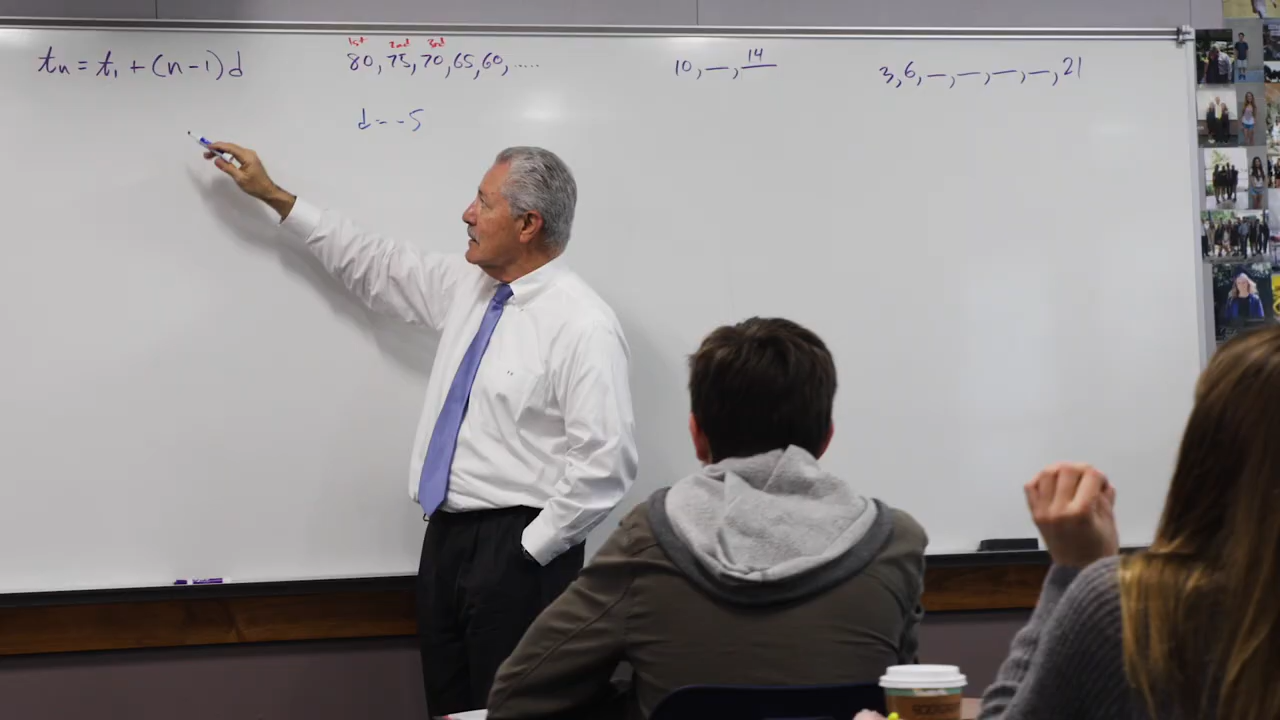 tₙ = t₁ + (n-1)d
1st 2nd 3rd
80, 75, 70, 65, 60, .....
d = -5
10, __, 14
3, 6, __, __, __, __, 21